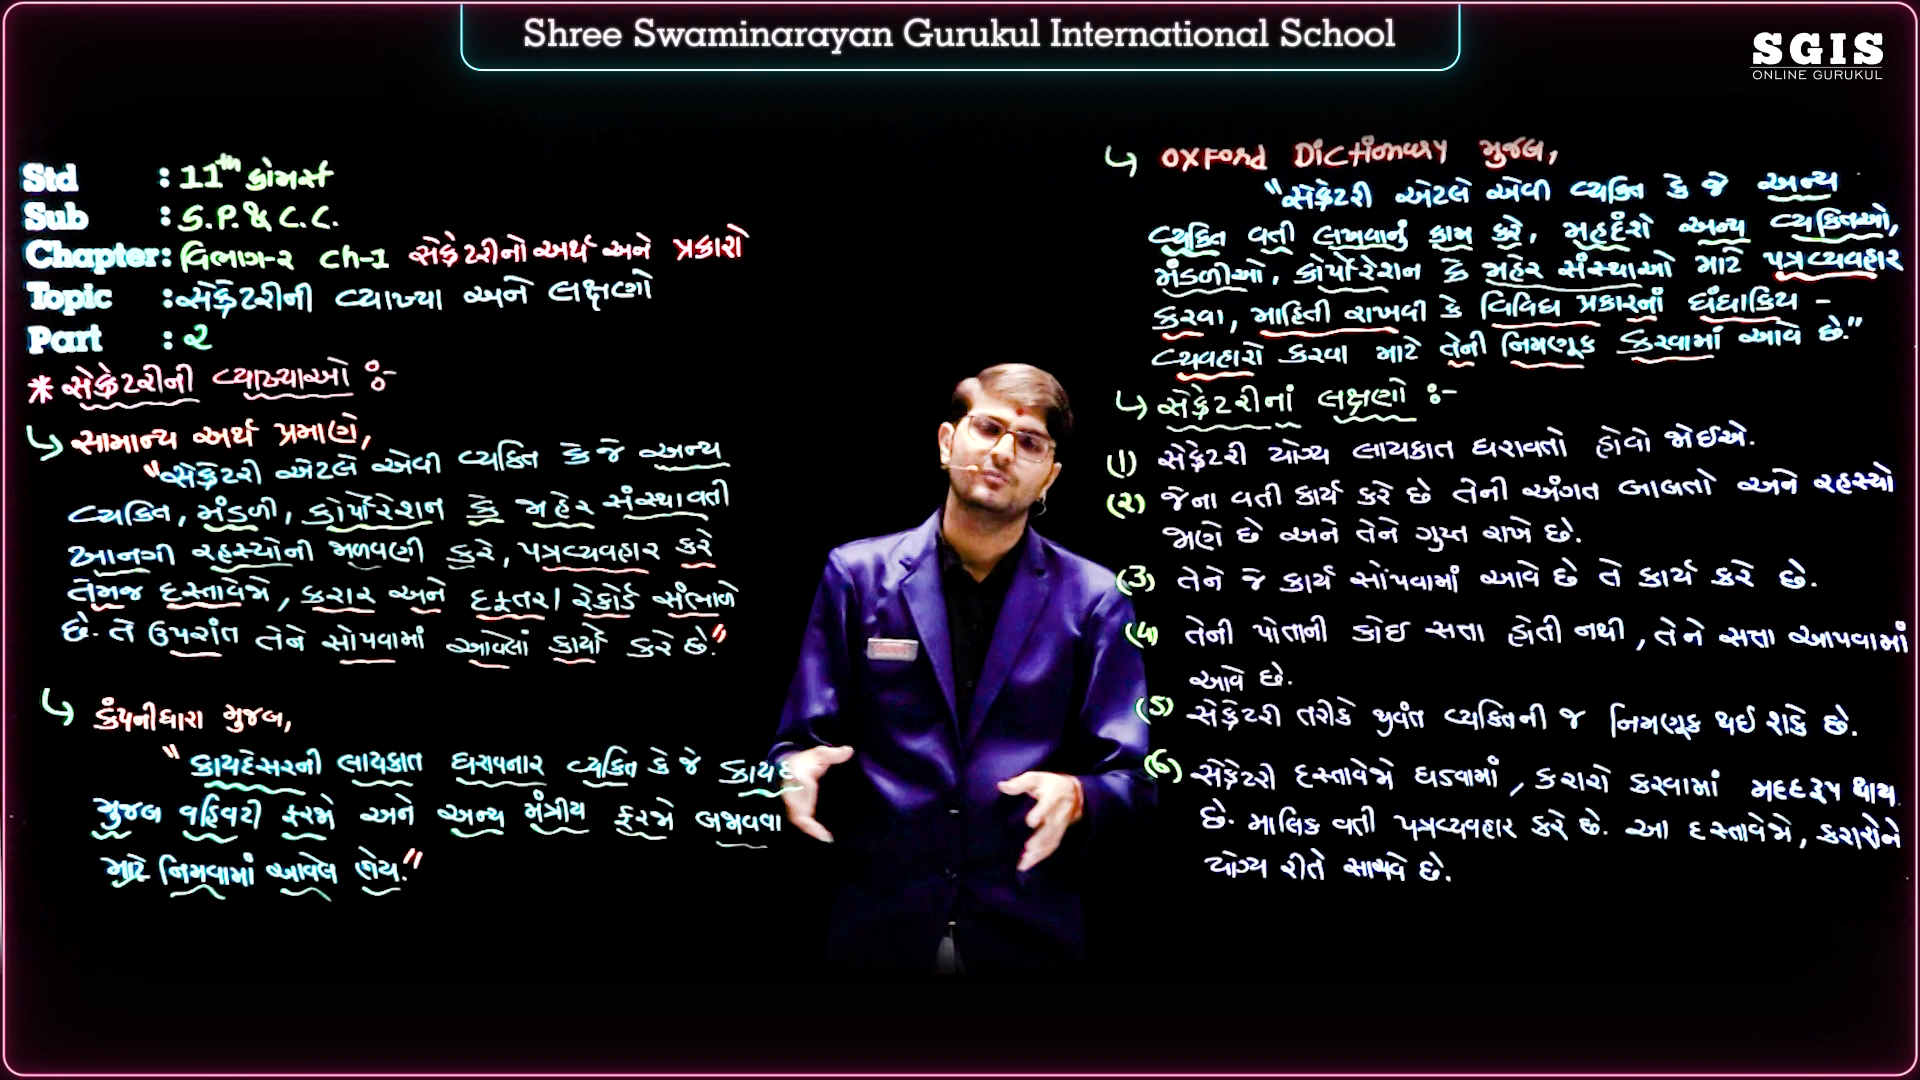 Shree Swaminarayan Gurukul International School
SGIS
ONLINE GURUKUL
Std : 11th કોમર્સ
Sub : S.P. & C.C.
Chapter: વિભાગ-૨ ch-1 સેક્રેટરીનો અર્થ અને પ્રકારો
Topic : સેક્રેટરીની વ્યાખ્યા અને લક્ષણો
Part : ૨
* સેક્રેટરીની વ્યાખ્યાઓ :-
↳ સામાન્ય અર્થ પ્રમાણે,
"સેક્રેટરી એટલે એવી વ્યક્તિ કે જે અન્ય
વ્યક્તિ, મંડળી, કોર્પોરેશન કે જાહેર સંસ્થાવતી
ખાનગી રહસ્યોની જાળવણી કરે, પત્રવ્યવહાર કરે
તેમજ દસ્તાવેજો, કરાર અને દફતર/રેકોર્ડ સંભાળે
છે. તે ઉપરાંત તેને સોંપવામાં આવેલાં કાર્યો કરે છે."
↳ કંપનીધારા મુજબ,
"કાયદેસરની લાયકાત ધરાવનાર વ્યક્તિ કે જે કાયદા
મુજબ વહિવટી ફરજો અને અન્ય મંત્રીય ફરજો બજાવવા
માટે નિમવામાં આવેલ હોય."
↳ Oxford Dictionary મુજબ,
"સેક્રેટરી એટલે એવી વ્યક્તિ કે જે અન્ય
વ્યક્તિ વતી લખવાનું કામ કરે, મહદંશે અન્ય વ્યક્તિઓ,
મંડળીઓ, કોર્પોરેશન કે જાહેર સંસ્થાઓ માટે પત્રવ્યવહાર
કરવા, માહિતી રાખવી કે વિવિધ પ્રકારનાં ધંધાકિય -
વ્યવહારો કરવા માટે તેની નિમણૂક કરવામાં આવે છે."
↳ સેક્રેટરીનાં લક્ષણો :-
(1) સેક્રેટરી યોગ્ય લાયકાત ધરાવતો હોવો જોઈએ.
(૨) જેના વતી કાર્ય કરે છે તેની અંગત બાબતો અને રહસ્યો
જાણે છે અને તેને ગુપ્ત રાખે છે.
(3) તેને જે કાર્ય સોંપવામાં આવે છે તે કાર્ય કરે છે.
(4) તેની પોતાની કોઈ સત્તા હોતી નથી, તેને સત્તા આપવામાં
આવે છે.
(5) સેક્રેટરી તરીકે જીવંત વ્યક્તિની જ નિમણૂક થઈ શકે છે.
(6) સેક્રેટરી દસ્તાવેજો ઘડવામાં, કરારો કરવામાં મદદરૂપ થાય
છે. માલિક વતી પત્રવ્યવહાર કરે છે. આ દસ્તાવેજો, કરારોને
યોગ્ય રીતે સાચવે છે.